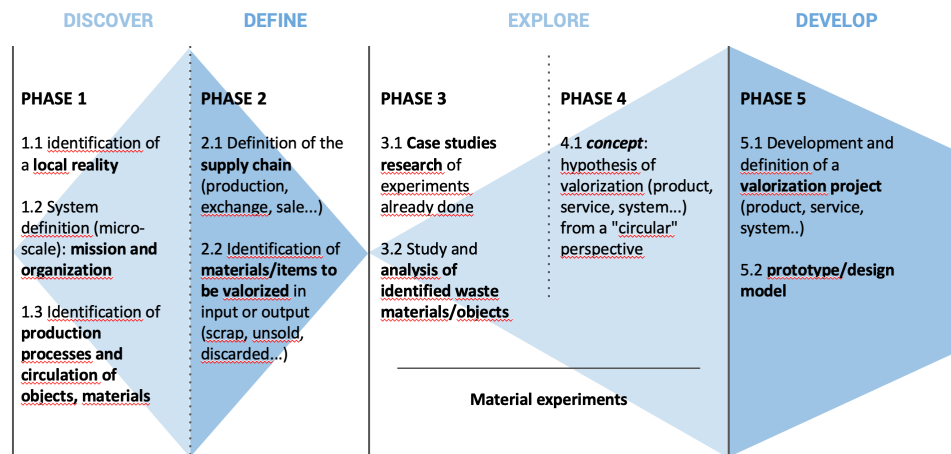 DISCOVER
DEFINE
EXPLORE
DEVELOP
PHASE 1
1.1 identification of
a local reality
1.2 System
definition (micro-
scale): mission and
organization
1.3 Identification of
production
processes and
circulation of
objects, materials
PHASE 2
2.1 Definition of the
supply chain
(production,
exchange, sale...)
2.2 Identification of
materials/items to
be valorized in
input or output
(scrap, unsold,
discarded...)
PHASE 3
3.1 Case studies
research of
experiments
already done
3.2 Study and
analysis of
identified waste
materials/objects
PHASE 4
4.1 concept:
hypothesis of
valorization (product,
service, system...)
from a "circular"
perspective
Material experiments
PHASE 5
5.1 Development and
definition of a
valorization project
(product, service,
system..)
5.2 prototype/design
model